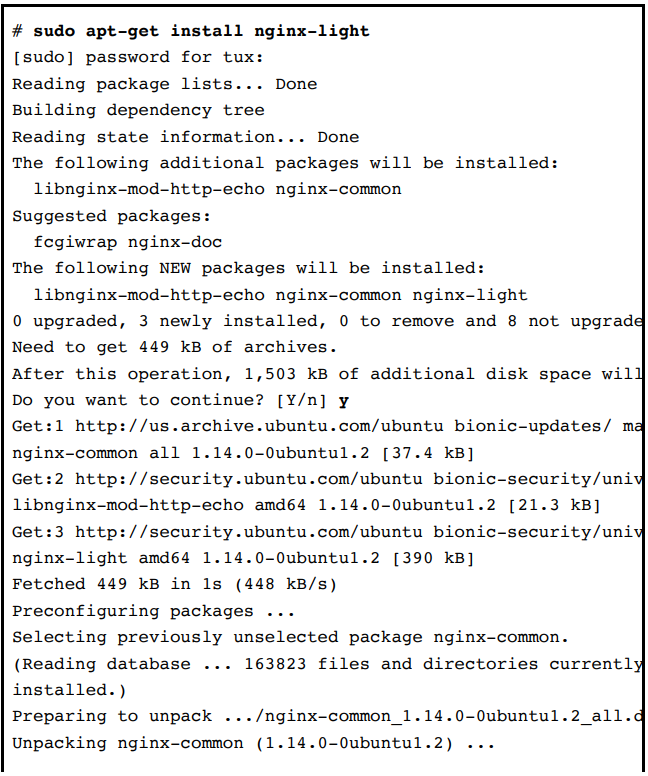 # sudo apt-get install nginx-light
[sudo] password for tux:
Reading package lists... Done
Building dependency tree
Reading state information... Done
The following additional packages will be installed:
  libnginx-mod-http-echo nginx-common
Suggested packages:
  fcgiwrap nginx-doc
The following NEW packages will be installed:
  libnginx-mod-http-echo nginx-common nginx-light
0 upgraded, 3 newly installed, 0 to remove and 8 not upgrade
Need to get 449 kB of archives.
After this operation, 1,503 kB of additional disk space will
Do you want to continue? [Y/n] y
Get:1 http://us.archive.ubuntu.com/ubuntu bionic-updates/ ma
nginx-common all 1.14.0-0ubuntu1.2 [37.4 kB]
Get:2 http://security.ubuntu.com/ubuntu bionic-security/univ
libnginx-mod-http-echo amd64 1.14.0-0ubuntu1.2 [21.3 kB]
Get:3 http://security.ubuntu.com/ubuntu bionic-security/univ
nginx-light amd64 1.14.0-0ubuntu1.2 [390 kB]
Fetched 449 kB in 1s (448 kB/s)
Preconfiguring packages ...
Selecting previously unselected package nginx-common.
(Reading database ... 163823 files and directories currently
installed.)
Preparing to unpack .../nginx-common_1.14.0-0ubuntu1.2_all.d
Unpacking nginx-common (1.14.0-0ubuntu1.2) ...